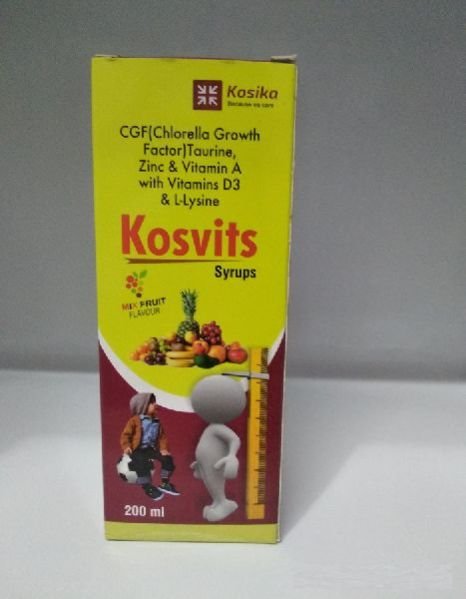 Kosika
Because us care
CGF(Chlorella Growth
Factor)Taurine,
Zinc & Vitamin A
with Vitamins D3
& L-Lysine
Kosvits
Syrups
MIX FRUIT
FLAVOUR
200 ml